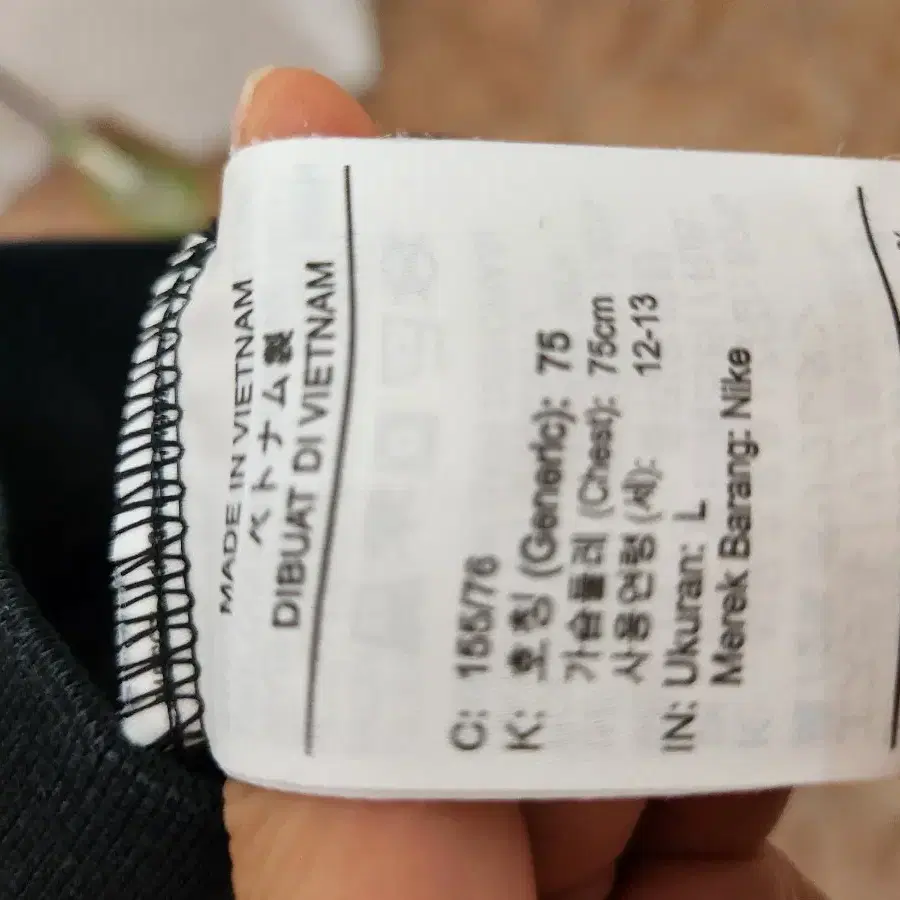 MADE IN VIETNAM
ベトナム製
DIBUAT DI VIETNAM
C: 155/76
K: 호칭 (Generic): 75
가슴둘레 (Chest): 75cm
사용연령 (세): 12-13
IN: Ukuran: L
Merek Barang: Nike